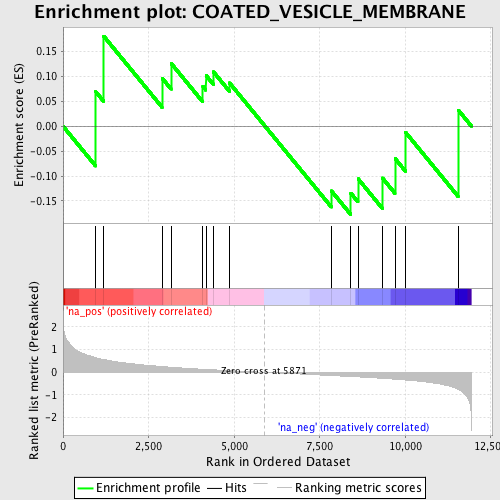 Enrichment plot: COATED_VESICLE_MEMBRANE
Enrichment score (ES)
0.15
0.10
0.05
0.00
-0.05
-0.10
-0.15
'na_pos' (positively correlated)
Ranked list metric (PreRanked)
2
1
0
-1
-2
Zero cross at 5871
'na_neg' (negatively correlated)
0
2,500
5,000
7,500
10,000
12,500
Rank in Ordered Dataset
Enrichment profile
Hits
Ranking metric scores